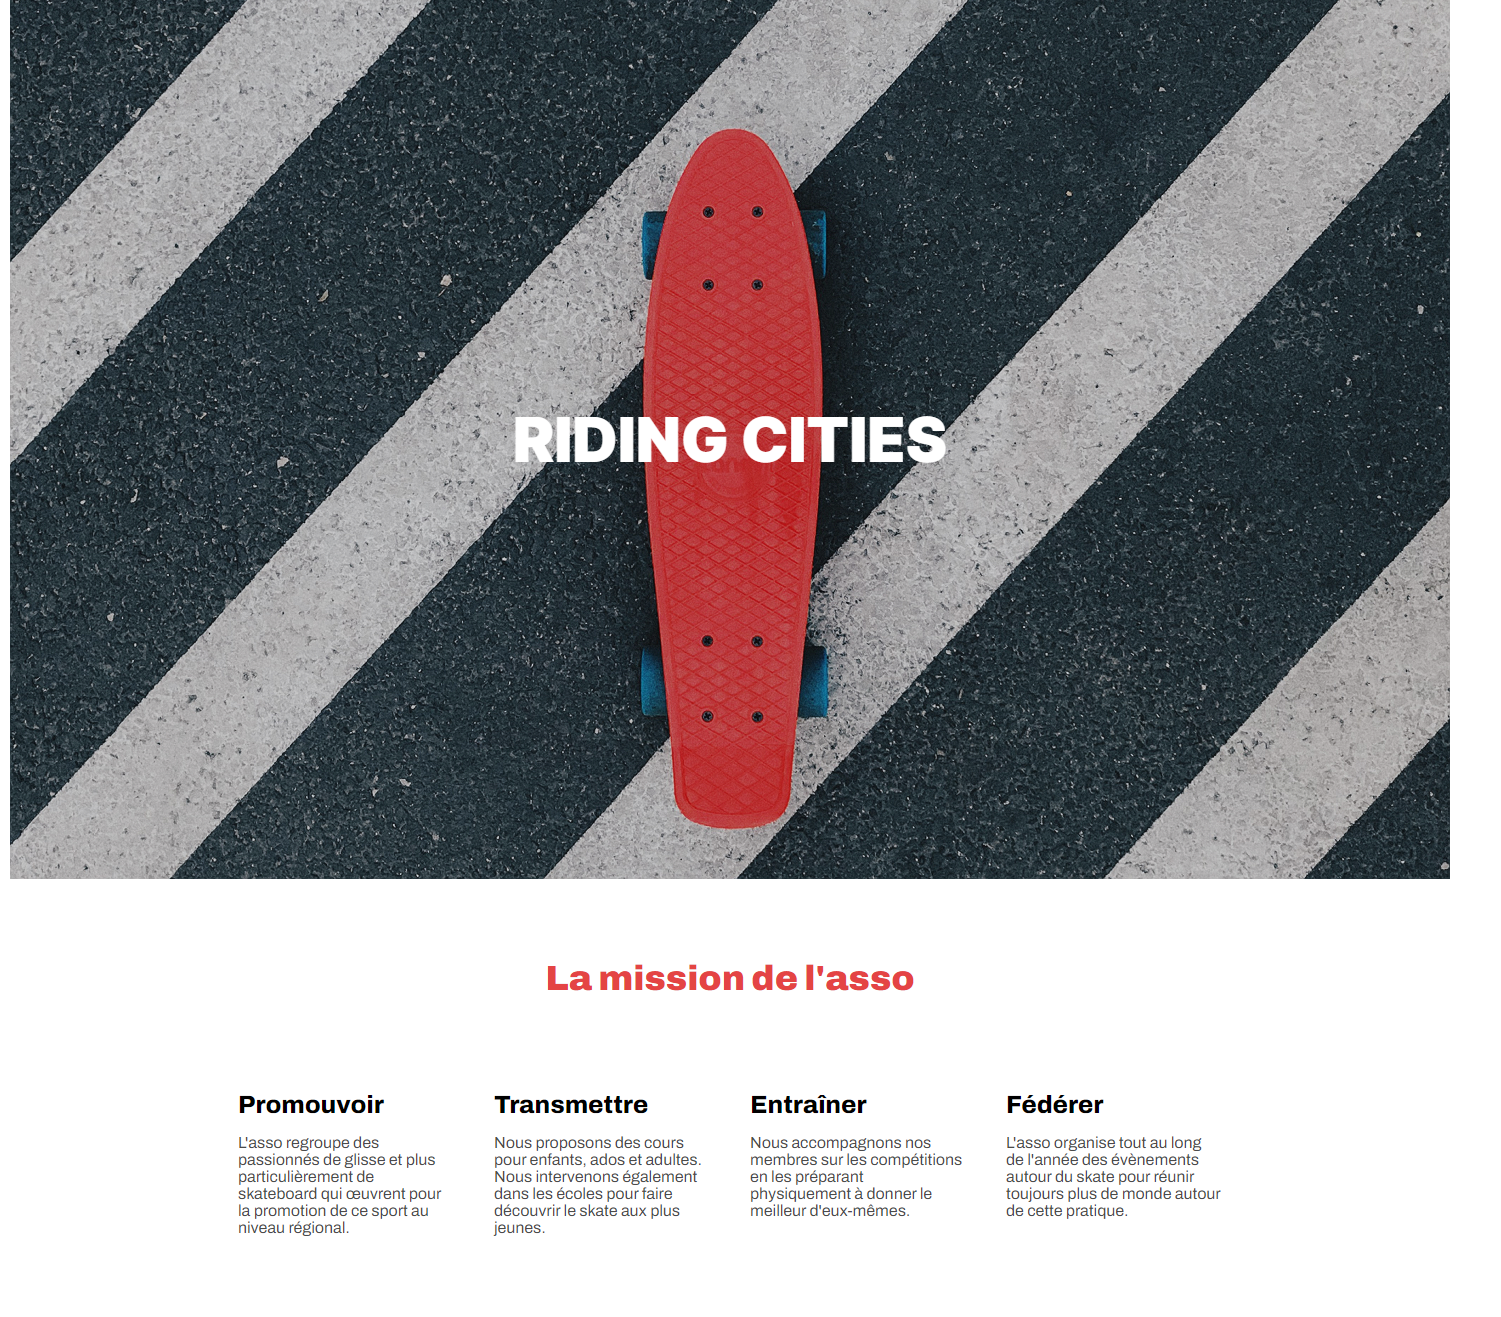 RIDING CITIES
La mission de l'asso
Promouvoir
L'asso regroupe des
passionnés de glisse et plus
particulièrement de
skateboard qui œuvrent pour
la promotion de ce sport au
niveau régional.
Transmettre
Nous proposons des cours
pour enfants, ados et adultes.
Nous intervenons également
dans les écoles pour faire
découvrir le skate aux plus
jeunes.
Entraîner
Nous accompagnons nos
membres sur les compétitions
en les préparant
physiquement à donner le
meilleur d'eux-mêmes.
Fédérer
L'asso organise tout au long
de l'année des évènements
autour du skate pour réunir
toujours plus de monde autour
de cette pratique.